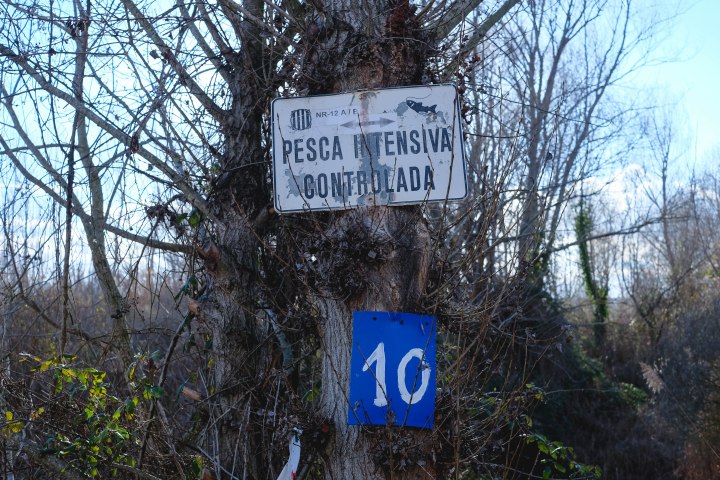 NR-12 A / E
PESCA INTENSIVA
CONTROLADA
10